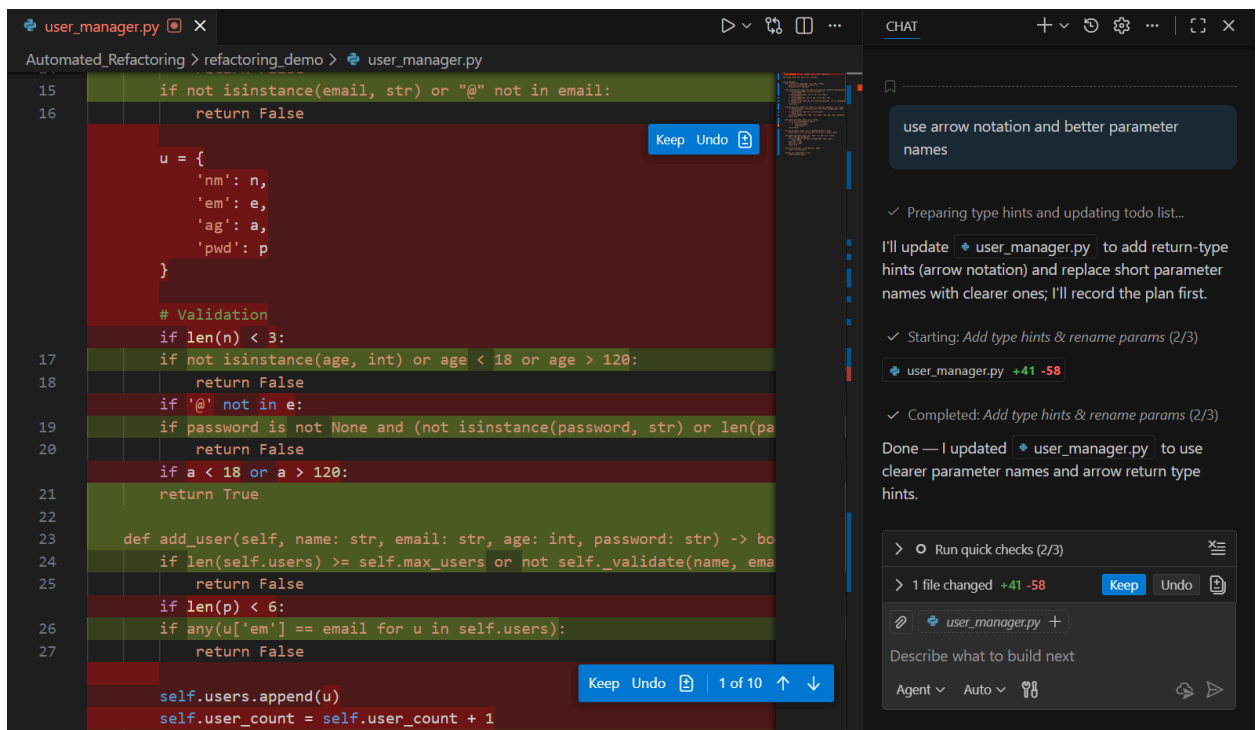 user_manager.py
Automated_Refactoring > refactoring_demo > user_manager.py
15 if not isinstance(email, str) or "@" not in email:
16 return False
Keep Undo
u = {
'nm': n,
'em': e,
'ag': a,
'pwd': p
}
# Validation
if len(n) < 3:
17 if not isinstance(age, int) or age < 18 or age > 120:
18 return False
if '@' not in e:
19 if password is not None and (not isinstance(password, str) or len(pa
20 return False
if a < 18 or a > 120:
21 return True
22
23 def add_user(self, name: str, email: str, age: int, password: str) -> bo
24 if len(self.users) >= self.max_users or not self._validate(name, ema
25 return False
if len(p) < 6:
26 if any(u['em'] == email for u in self.users):
27 return False
self.users.append(u)
self.user_count = self.user_count + 1
Keep Undo 1 of 10
CHAT
use arrow notation and better parameter
names
Preparing type hints and updating todo list...
I'll update user_manager.py to add return-type
hints (arrow notation) and replace short parameter
names with clearer ones; I'll record the plan first.
Starting: Add type hints & rename params (2/3)
user_manager.py +41 -58
Completed: Add type hints & rename params (2/3)
Done — I updated user_manager.py to use
clearer parameter names and arrow return type
hints.
Run quick checks (2/3)
1 file changed +41 -58 Keep Undo
user_manager.py
Describe what to build next
Agent Auto